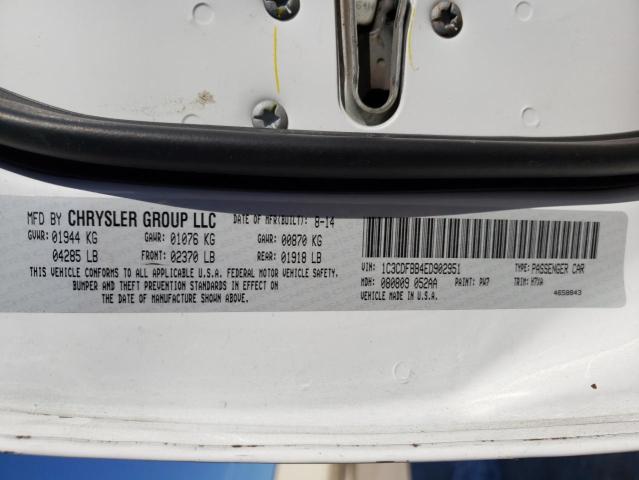 MFD BY CHRYSLER GROUP LLC DATE OF MFR(BUILT): 8-14
GVWR: 01944 KG GAWR: 01076 KG GAWR: 00870 KG
04285 LB FRONT: 02370 LB REAR: 01918 LB
THIS VEHICLE CONFORMS TO ALL APPLICABLE U.S.A. FEDERAL MOTOR VEHICLE SAFETY,
BUMPER AND THEFT PREVENTION STANDARDS IN EFFECT ON
THE DATE OF MANUFACTURE SHOWN ABOVE.
VIN: 1C3CDFBB4ED902951 TYPE: PASSENGER CAR
MDH: 080809 052AA PAINT: PW7 TRIM: H7XA
VEHICLE MADE IN U.S.A. 4658843